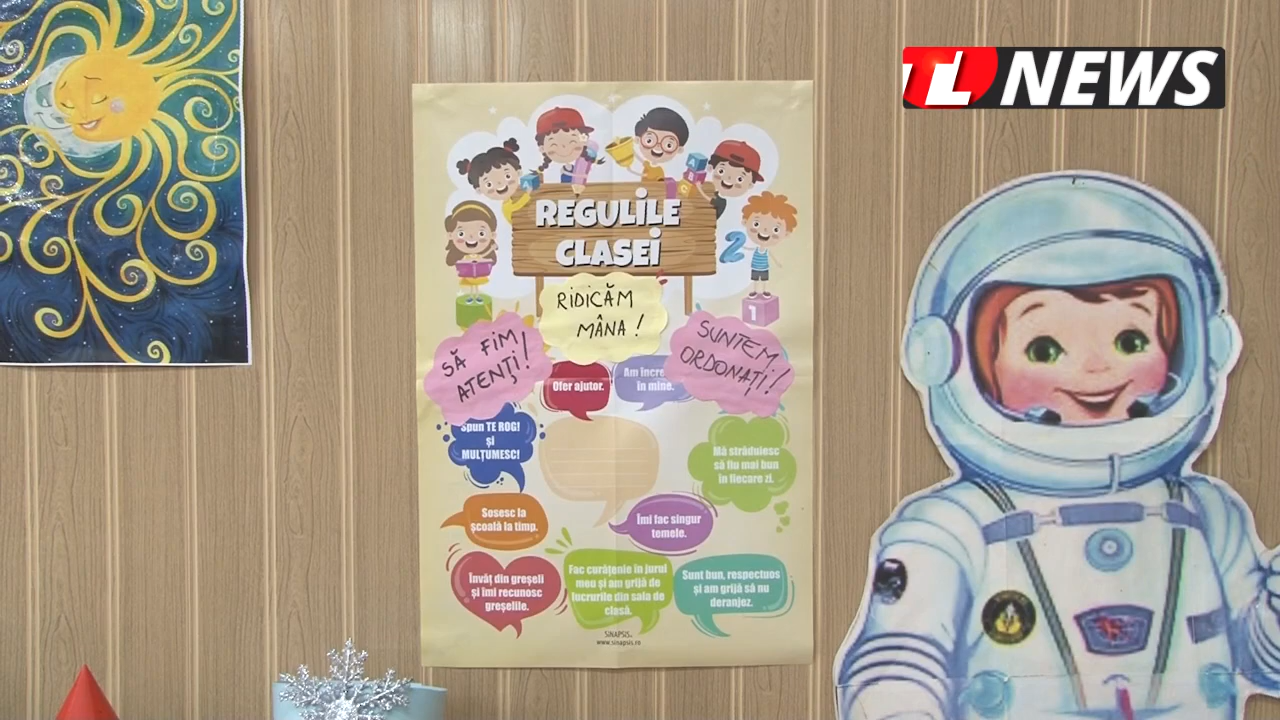 TL NEWS
REGULILE
CLASEI
RIDICĂM
MÂNA!
SĂ FIM
ATENȚI!
SUNTEM
ORDONAȚI!
Ofer ajutor.
Am încre
în mine.
Spun TE ROG!
și
MULȚUMESC!
Mă străduiesc
să fiu mai bun
în fiecare zi.
2
1
Sosesc la
școală la timp.
Îmi fac singur
temele.
Învăț din greșeli
și îmi recunosc
greșelile.
Fac curățenie în jurul
meu și am grijă de
lucrurile din sala de
clasă.
Sunt bun, respectuos
și am grijă să nu
deranjez.
SINAPSIS
www.sinapsis.ro